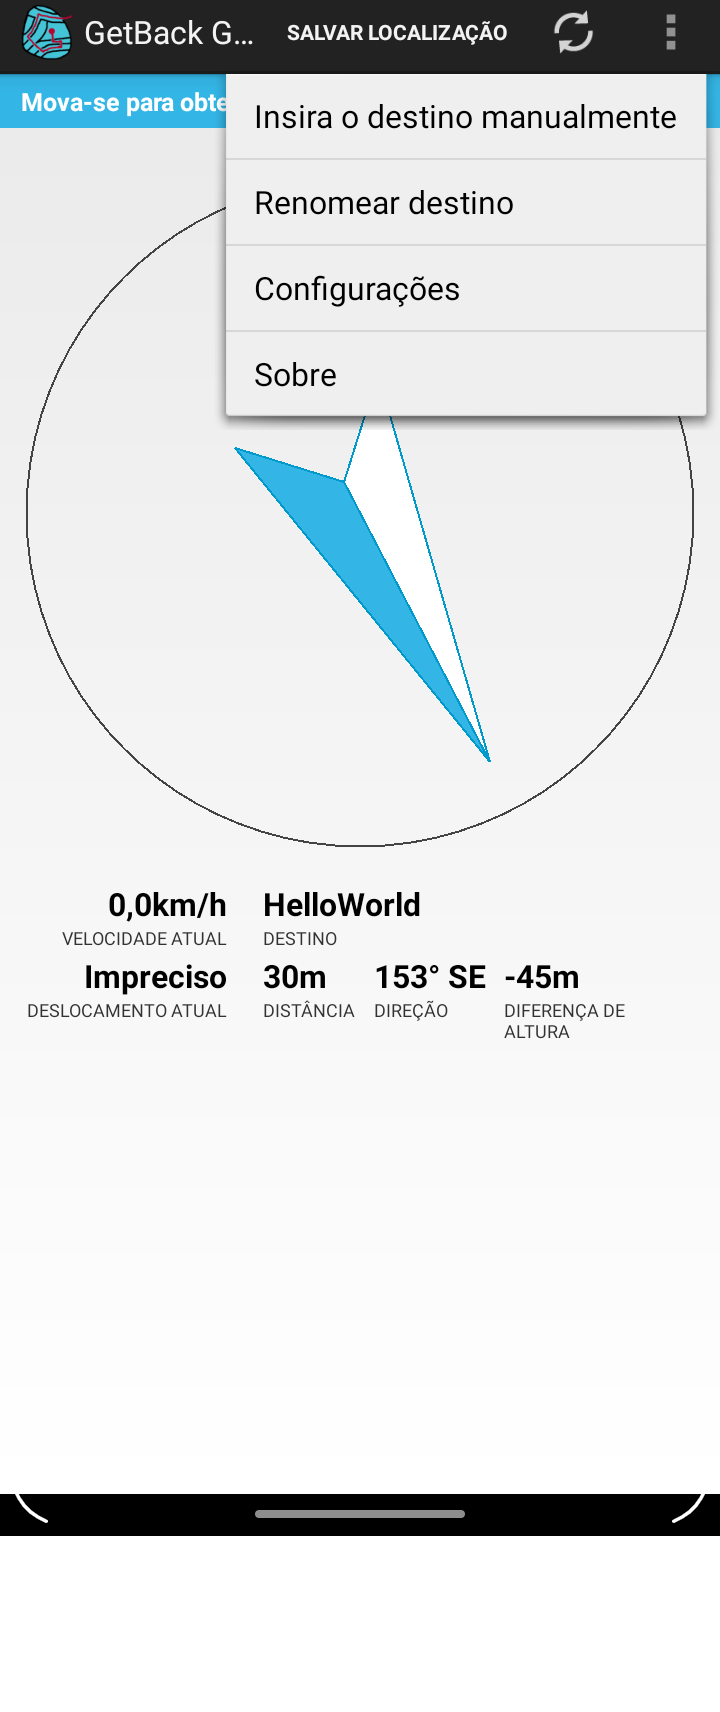 GetBack G...
SALVAR LOCALIZAÇÃO
Mova-se para obte
Insira o destino manualmente
Renomear destino
Configurações
Sobre
0,0km/h
HelloWorld
VELOCIDADE ATUAL
DESTINO
Impreciso
30m
153° SE
-45m
DESLOCAMENTO ATUAL
DISTÂNCIA
DIREÇÃO
DIFERENÇA DE
ALTURA